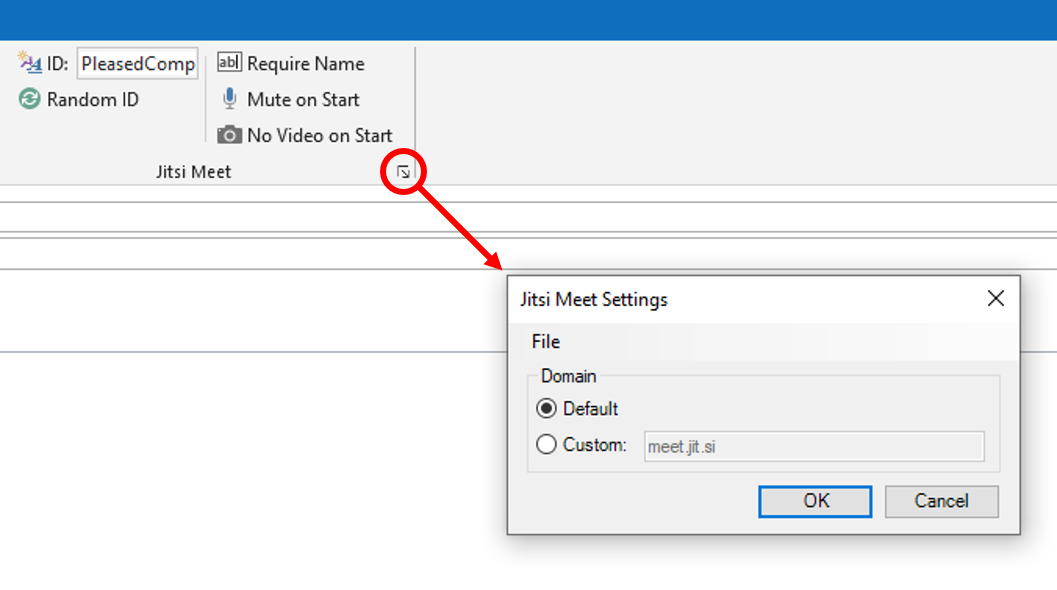 ID: PleasedComp
Random ID
abl Require Name
Mute on Start
No Video on Start
Jitsi Meet
Jitsi Meet Settings
File
Domain
Default
Custom: meet.jit.si
OK Cancel